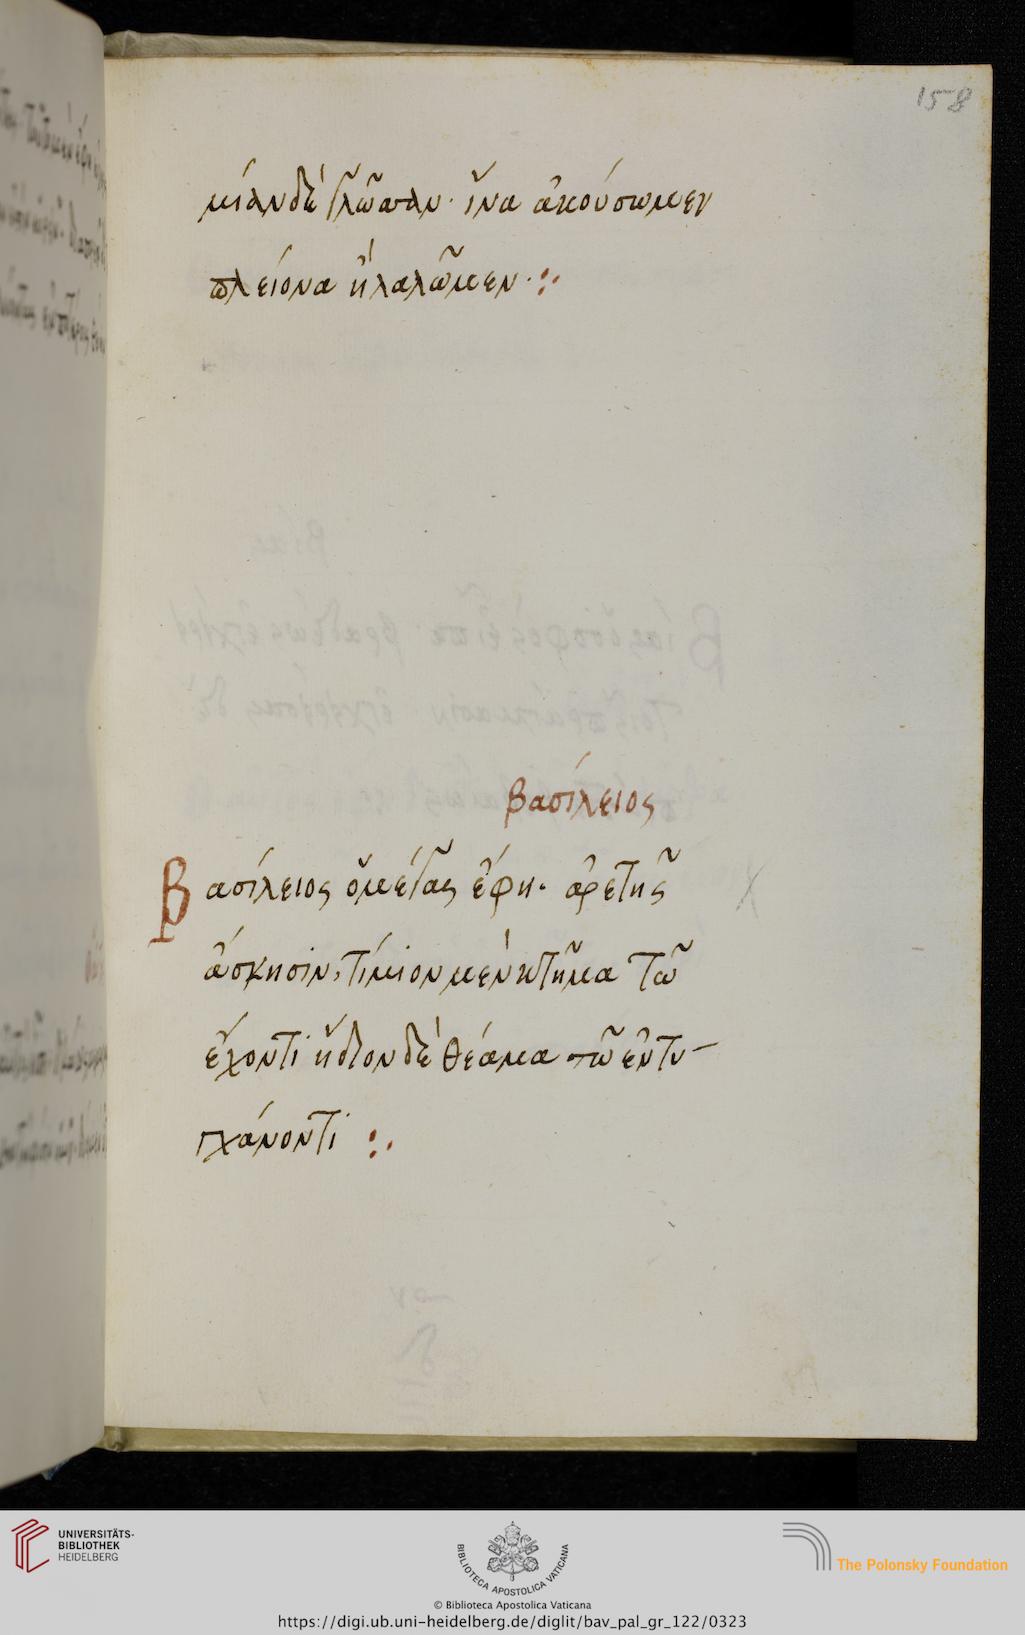 158
μίαν δὲ γλῶτταν· ἵνα ἀκούσωμεν
πλείονα ἢ λαλῶμεν·
βασίλειος
Βασίλειος ὁ μέγας ἔφη· ἀρετῆς
ἄσκησιν, τίμιον μὲν κτῆμα τῶ
ἔχοντι ἥδιον δὲ θέαμα τῶ ἐντυ-
γχάνοντι
UNIVERSITÄTS-
BIBLIOTHEK
HEIDELBERG
BIBLIOTECA APOSTOLICA VATICANA
The Polonsky Foundation
© Biblioteca Apostolica Vaticana
https://digi.ub.uni-heidelberg.de/diglit/bav_pal_gr_122/0323